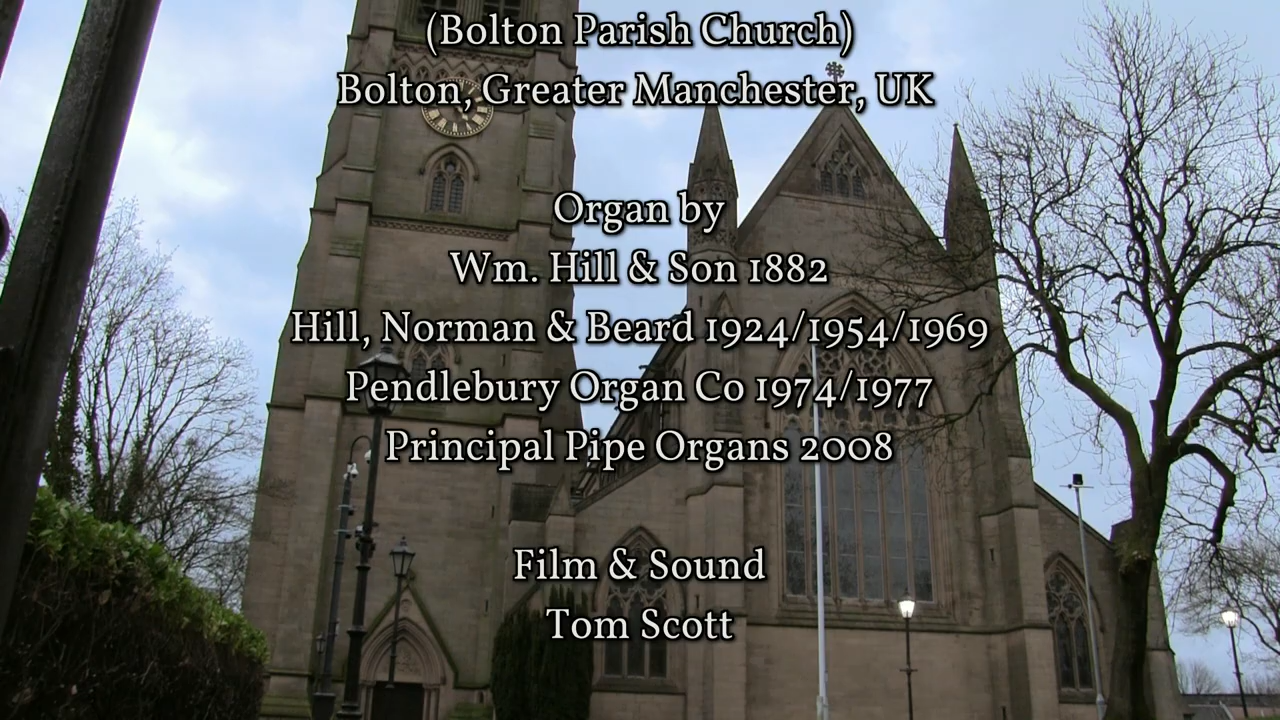 (Bolton Parish Church)
Bolton, Greater Manchester, UK
Organ by
Wm. Hill & Son 1882
Hill, Norman & Beard 1924/1954/1969
Pendlebury Organ Co 1974/1977
Principal Pipe Organs 2008
Film & Sound
Tom Scott